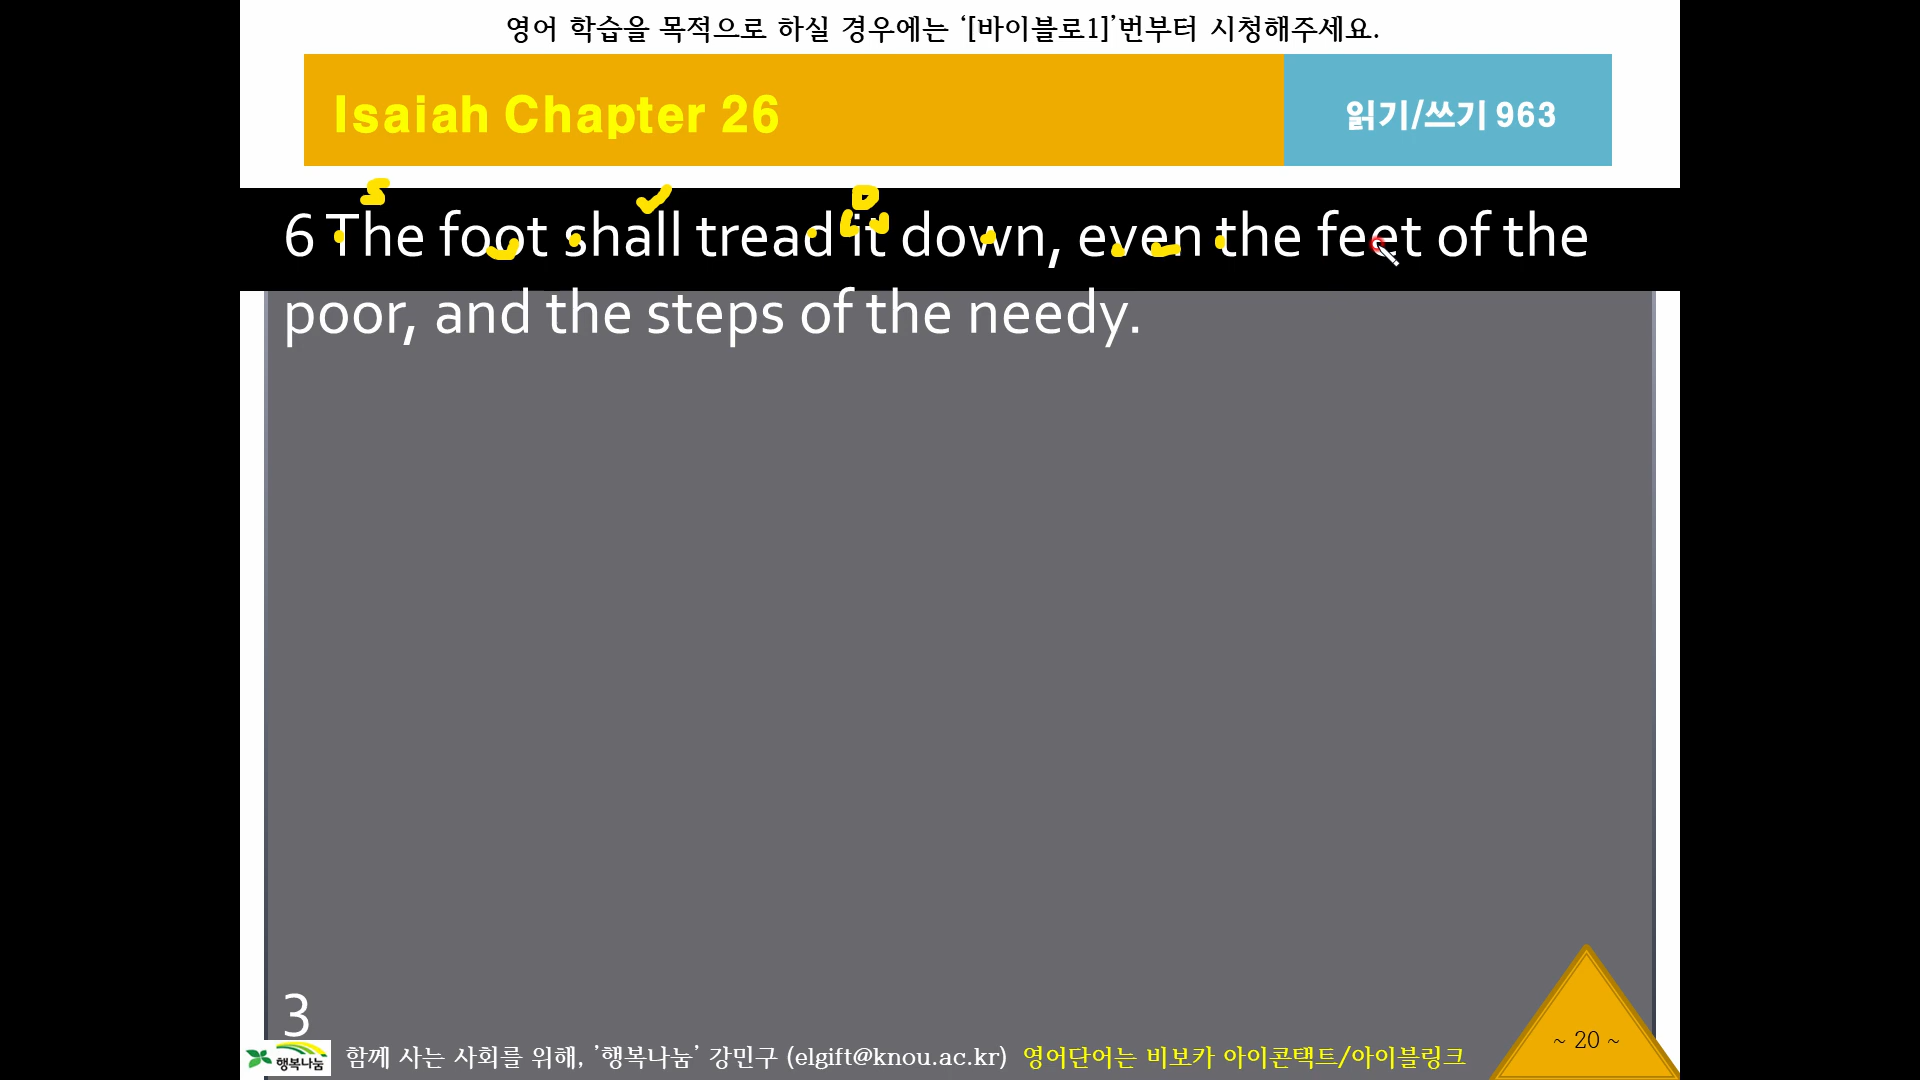 영어 학습을 목적으로 하실 경우에는 ‘[바이블로1]’번부터 시청해주세요.
Isaiah Chapter 26
읽기/쓰기 963
S
O
6 The foot shall tread it down, even the feet of the
poor, and the steps of the needy.
3
~ 20 ~
행복나눔
함께 사는 사회를 위해, ’행복나눔’ 강민구 (elgift@knou.ac.kr) 영어단어는 비보카 아이콘택트/아이블링크